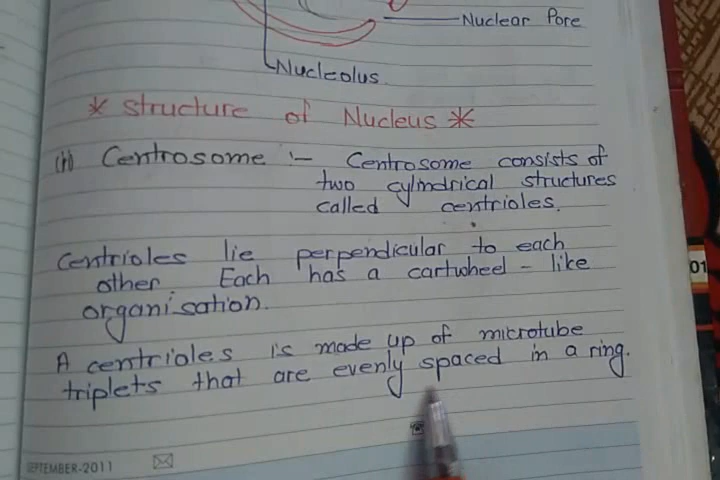 Nuclear Pore
Nucleolus
* Structure of Nucleus *
(h) Centrosome :- Centrosome consists of
two cylindrical structures
called centrioles.
Centrioles lie perpendicular to each
other. Each has a cartwheel - like
organisation.
A centrioles is made up of microtube
triplets that are evenly spaced in a ring.
SEPTEMBER-2011
01